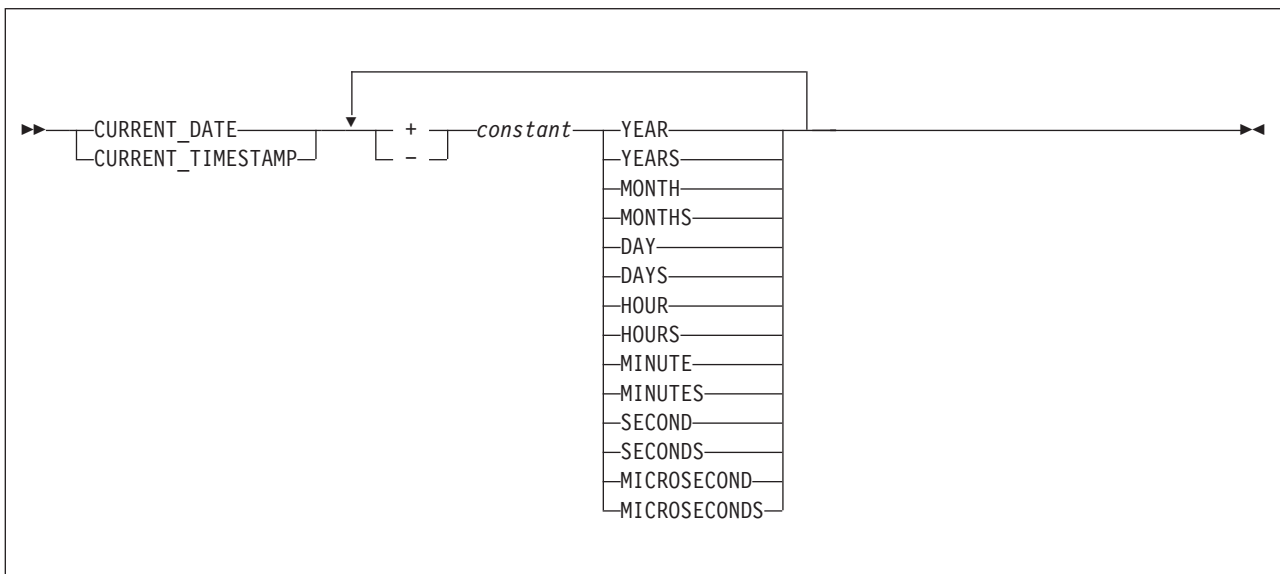 CURRENT_DATE + constant YEAR
CURRENT_TIMESTAMP − YEARS
MONTH
MONTHS
DAY
DAYS
HOUR
HOURS
MINUTE
MINUTES
SECOND
SECONDS
MICROSECOND
MICROSECONDS